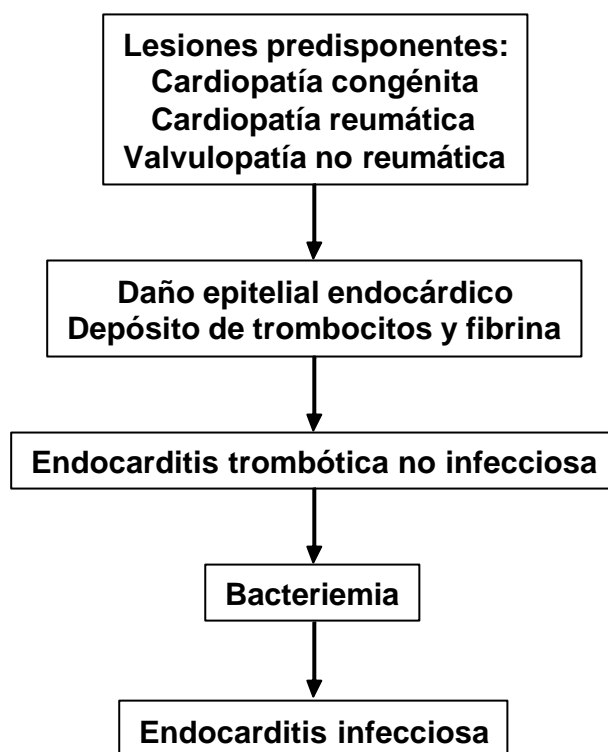 Lesiones predisponentes:
Cardiopatía congénita
Cardiopatía reumática
Valvulopatía no reumática
Daño epitelial endocárdico
Depósito de trombocitos y fibrina
Endocarditis trombótica no infecciosa
Bacteriemia
Endocarditis infecciosa